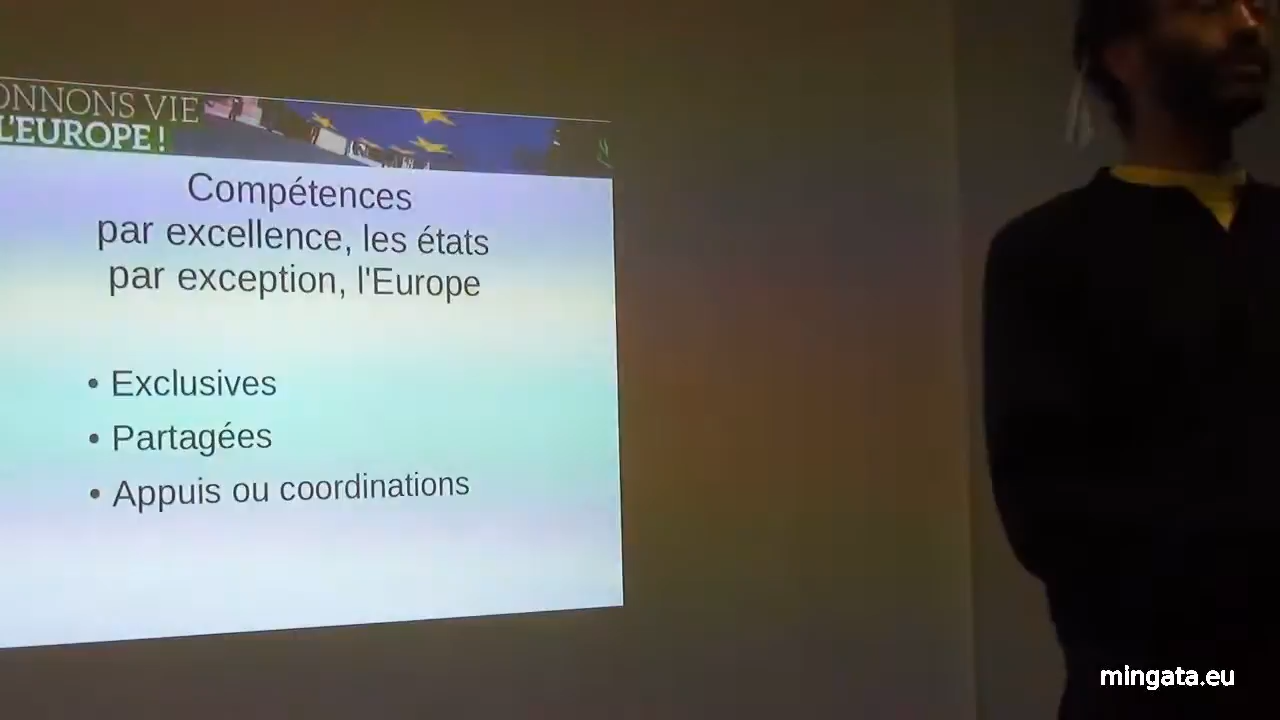 ONNONS VIE
L'EUROPE !
Compétences
par excellence, les états
par exception, l'Europe
• Exclusives
• Partagées
• Appuis ou coordinations
mingata.eu